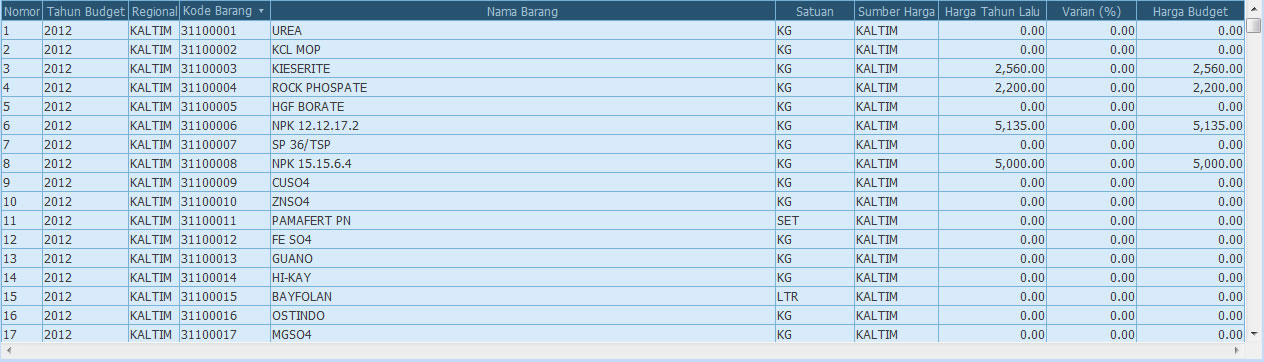 Nomor Tahun Budget Regional Kode Barang Nama Barang Satuan Sumber Harga Harga Tahun Lalu Varian (%) Harga Budget
1 2012 KALTIM 31100001 UREA KG KALTIM 0.00 0.00 0.00
2 2012 KALTIM 31100002 KCL MOP KG KALTIM 0.00 0.00 0.00
3 2012 KALTIM 31100003 KIESERITE KG KALTIM 2,560.00 0.00 2,560.00
4 2012 KALTIM 31100004 ROCK PHOSPATE KG KALTIM 2,200.00 0.00 2,200.00
5 2012 KALTIM 31100005 HGF BORATE KG KALTIM 0.00 0.00 0.00
6 2012 KALTIM 31100006 NPK 12.12.17.2 KG KALTIM 5,135.00 0.00 5,135.00
7 2012 KALTIM 31100007 SP 36/TSP KG KALTIM 0.00 0.00 0.00
8 2012 KALTIM 31100008 NPK 15.15.6.4 KG KALTIM 5,000.00 0.00 5,000.00
9 2012 KALTIM 31100009 CUSO4 KG KALTIM 0.00 0.00 0.00
10 2012 KALTIM 31100010 ZNSO4 KG KALTIM 0.00 0.00 0.00
11 2012 KALTIM 31100011 PAMAFERT PN SET KALTIM 0.00 0.00 0.00
12 2012 KALTIM 31100012 FE SO4 KG KALTIM 0.00 0.00 0.00
13 2012 KALTIM 31100013 GUANO KG KALTIM 0.00 0.00 0.00
14 2012 KALTIM 31100014 HI-KAY KG KALTIM 0.00 0.00 0.00
15 2012 KALTIM 31100015 BAYFOLAN LTR KALTIM 0.00 0.00 0.00
16 2012 KALTIM 31100016 OSTINDO KG KALTIM 0.00 0.00 0.00
17 2012 KALTIM 31100017 MGSO4 KG KALTIM 0.00 0.00 0.00